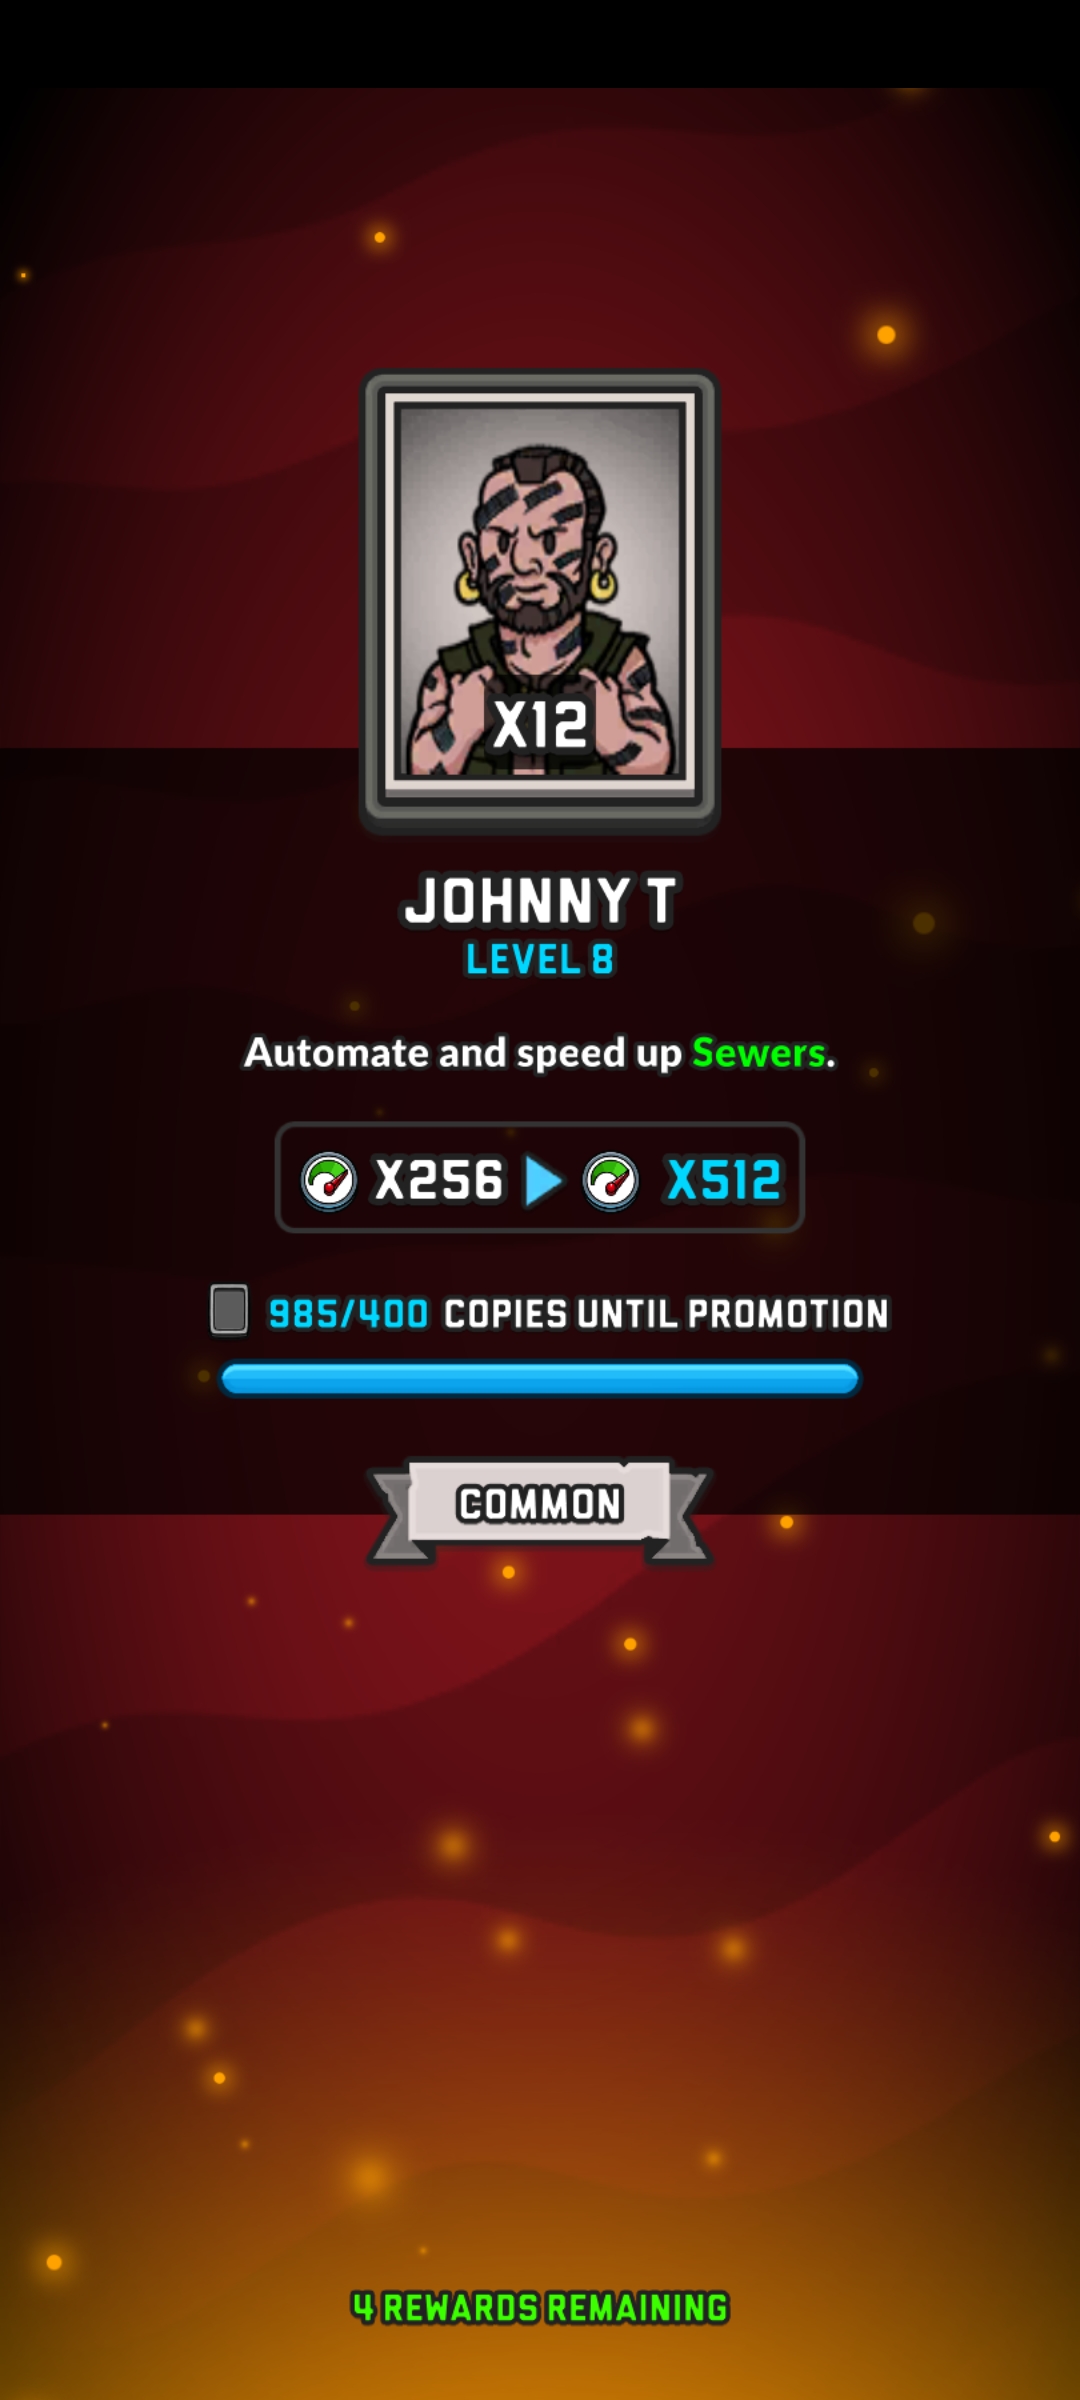 X12
JOHNNY T
LEVEL 8
Automate and speed up Sewers.
X256 X512
985/400 COPIES UNTIL PROMOTION
COMMON
4 REWARDS REMAINING